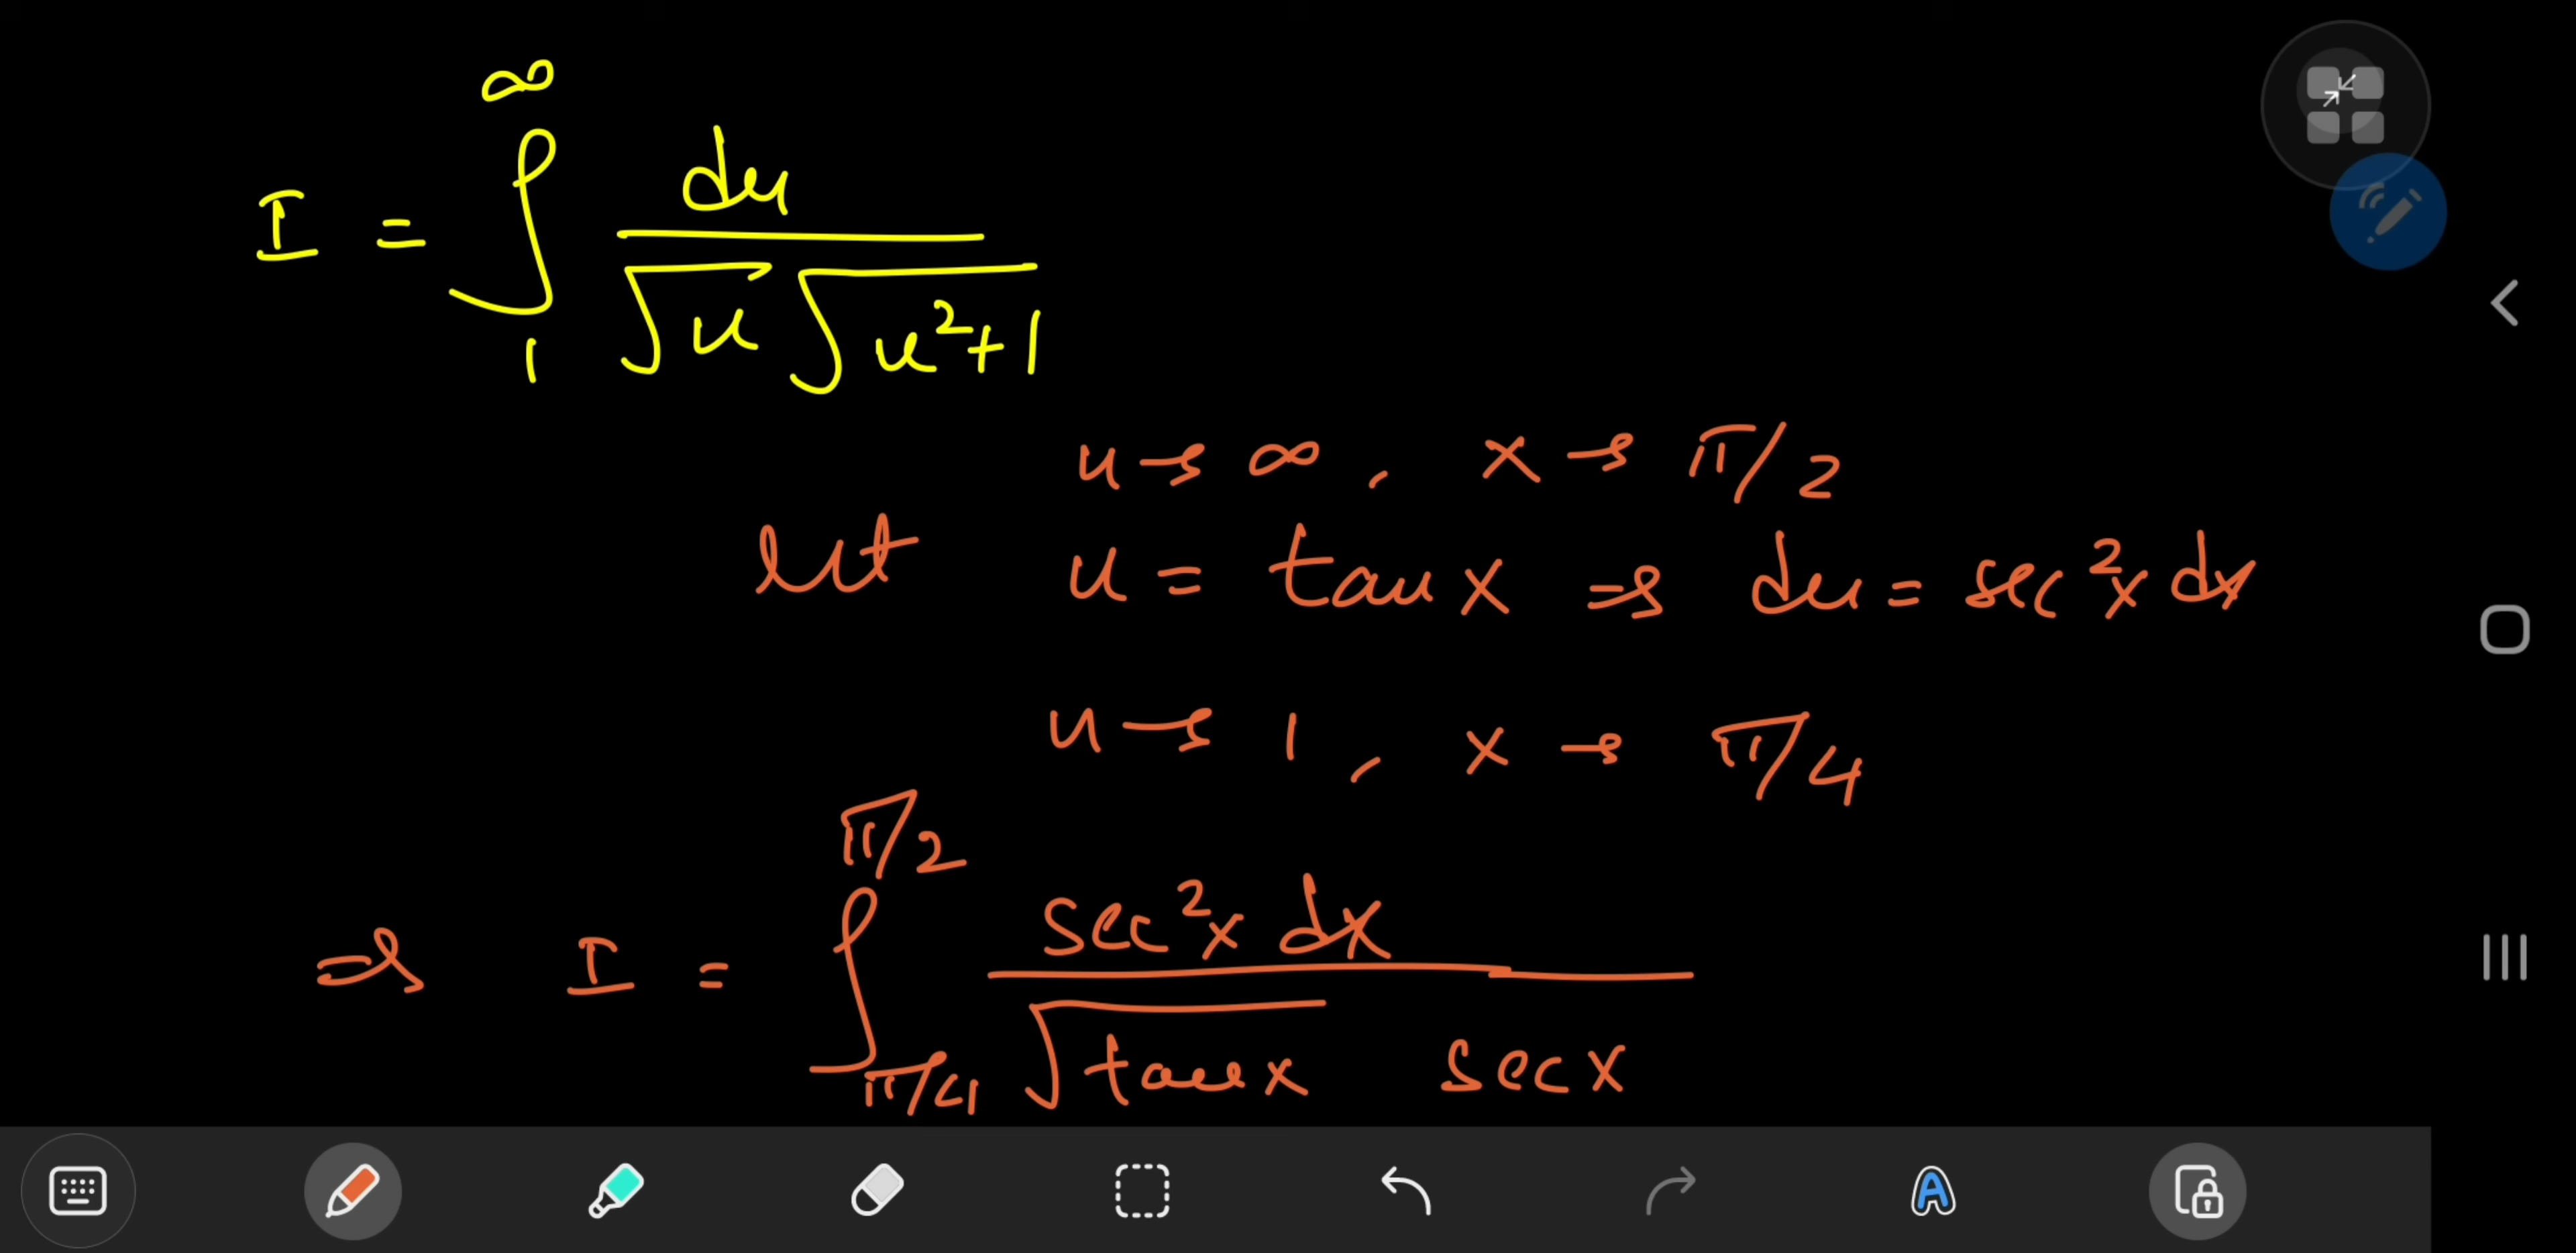 I = ∫₁^∞ du / (√u √(u²+1))
u → ∞, x → π/2
let u = tan x ⇒ du = sec²x dx
u → 1, x → π/4
⇒ I = ∫_{π/4}^{π/2} sec²x dx / (√(tan x) sec x)
A